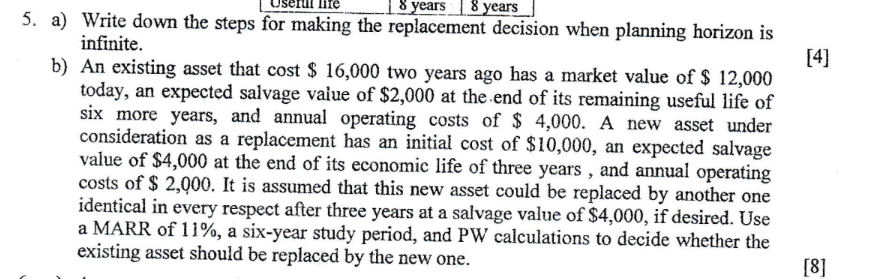 Useful life 8 years 8 years
5. a) Write down the steps for making the replacement decision when planning horizon is
infinite. [4]
b) An existing asset that cost $ 16,000 two years ago has a market value of $ 12,000
today, an expected salvage value of $2,000 at the end of its remaining useful life of
six more years, and annual operating costs of $ 4,000. A new asset under
consideration as a replacement has an initial cost of $10,000, an expected salvage
value of $4,000 at the end of its economic life of three years , and annual operating
costs of $ 2,000. It is assumed that this new asset could be replaced by another one
identical in every respect after three years at a salvage value of $4,000, if desired. Use
a MARR of 11%, a six-year study period, and PW calculations to decide whether the
existing asset should be replaced by the new one. [8]